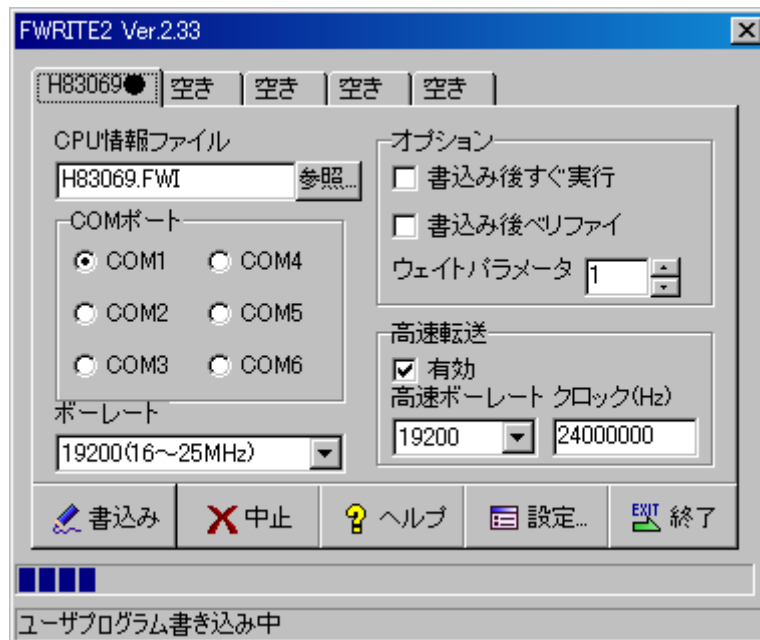 FWRITE2 Ver.2.33
H83069● 空き 空き 空き 空き
CPU情報ファイル
H83069.FWI 参照...
COMポート
COM1 COM4
COM2 COM5
COM3 COM6
ボーレート
19200(16～25MHz)
オプション
書込み後すぐ実行
書込み後ベリファイ
ウェイトパラメータ 1
高速転送
有効
高速ボーレート クロック(Hz)
19200 24000000
書込み 中止 ヘルプ 設定... EXIT 終了
ユーザプログラム書き込み中